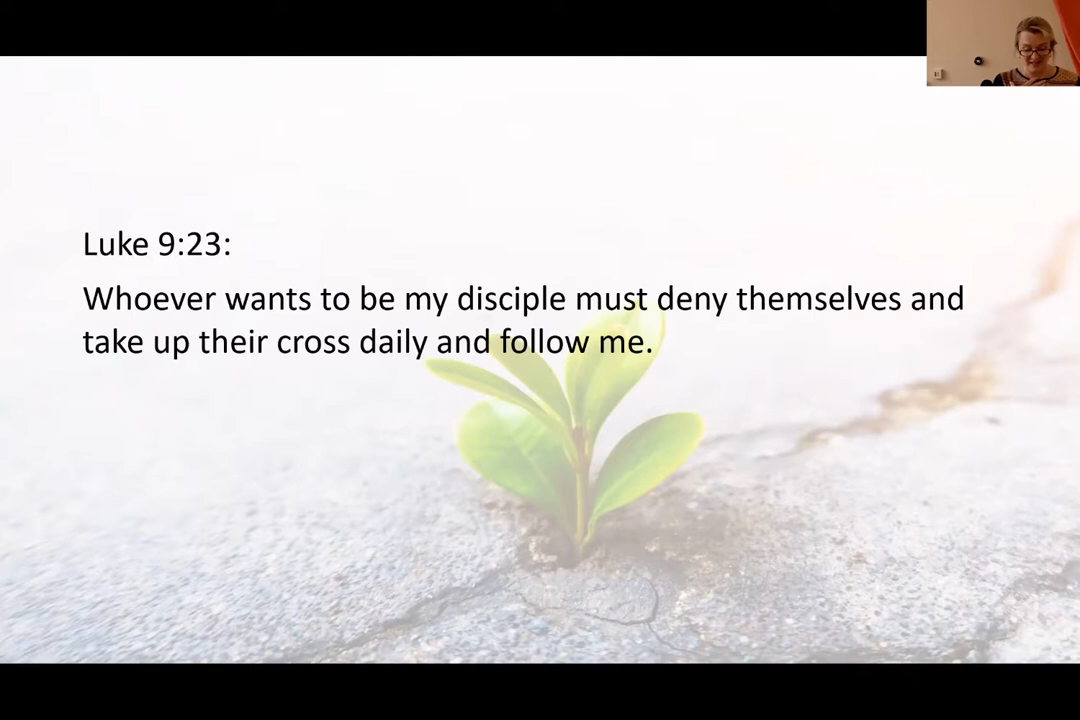 Luke 9:23:
Whoever wants to be my disciple must deny themselves and
take up their cross daily and follow me.